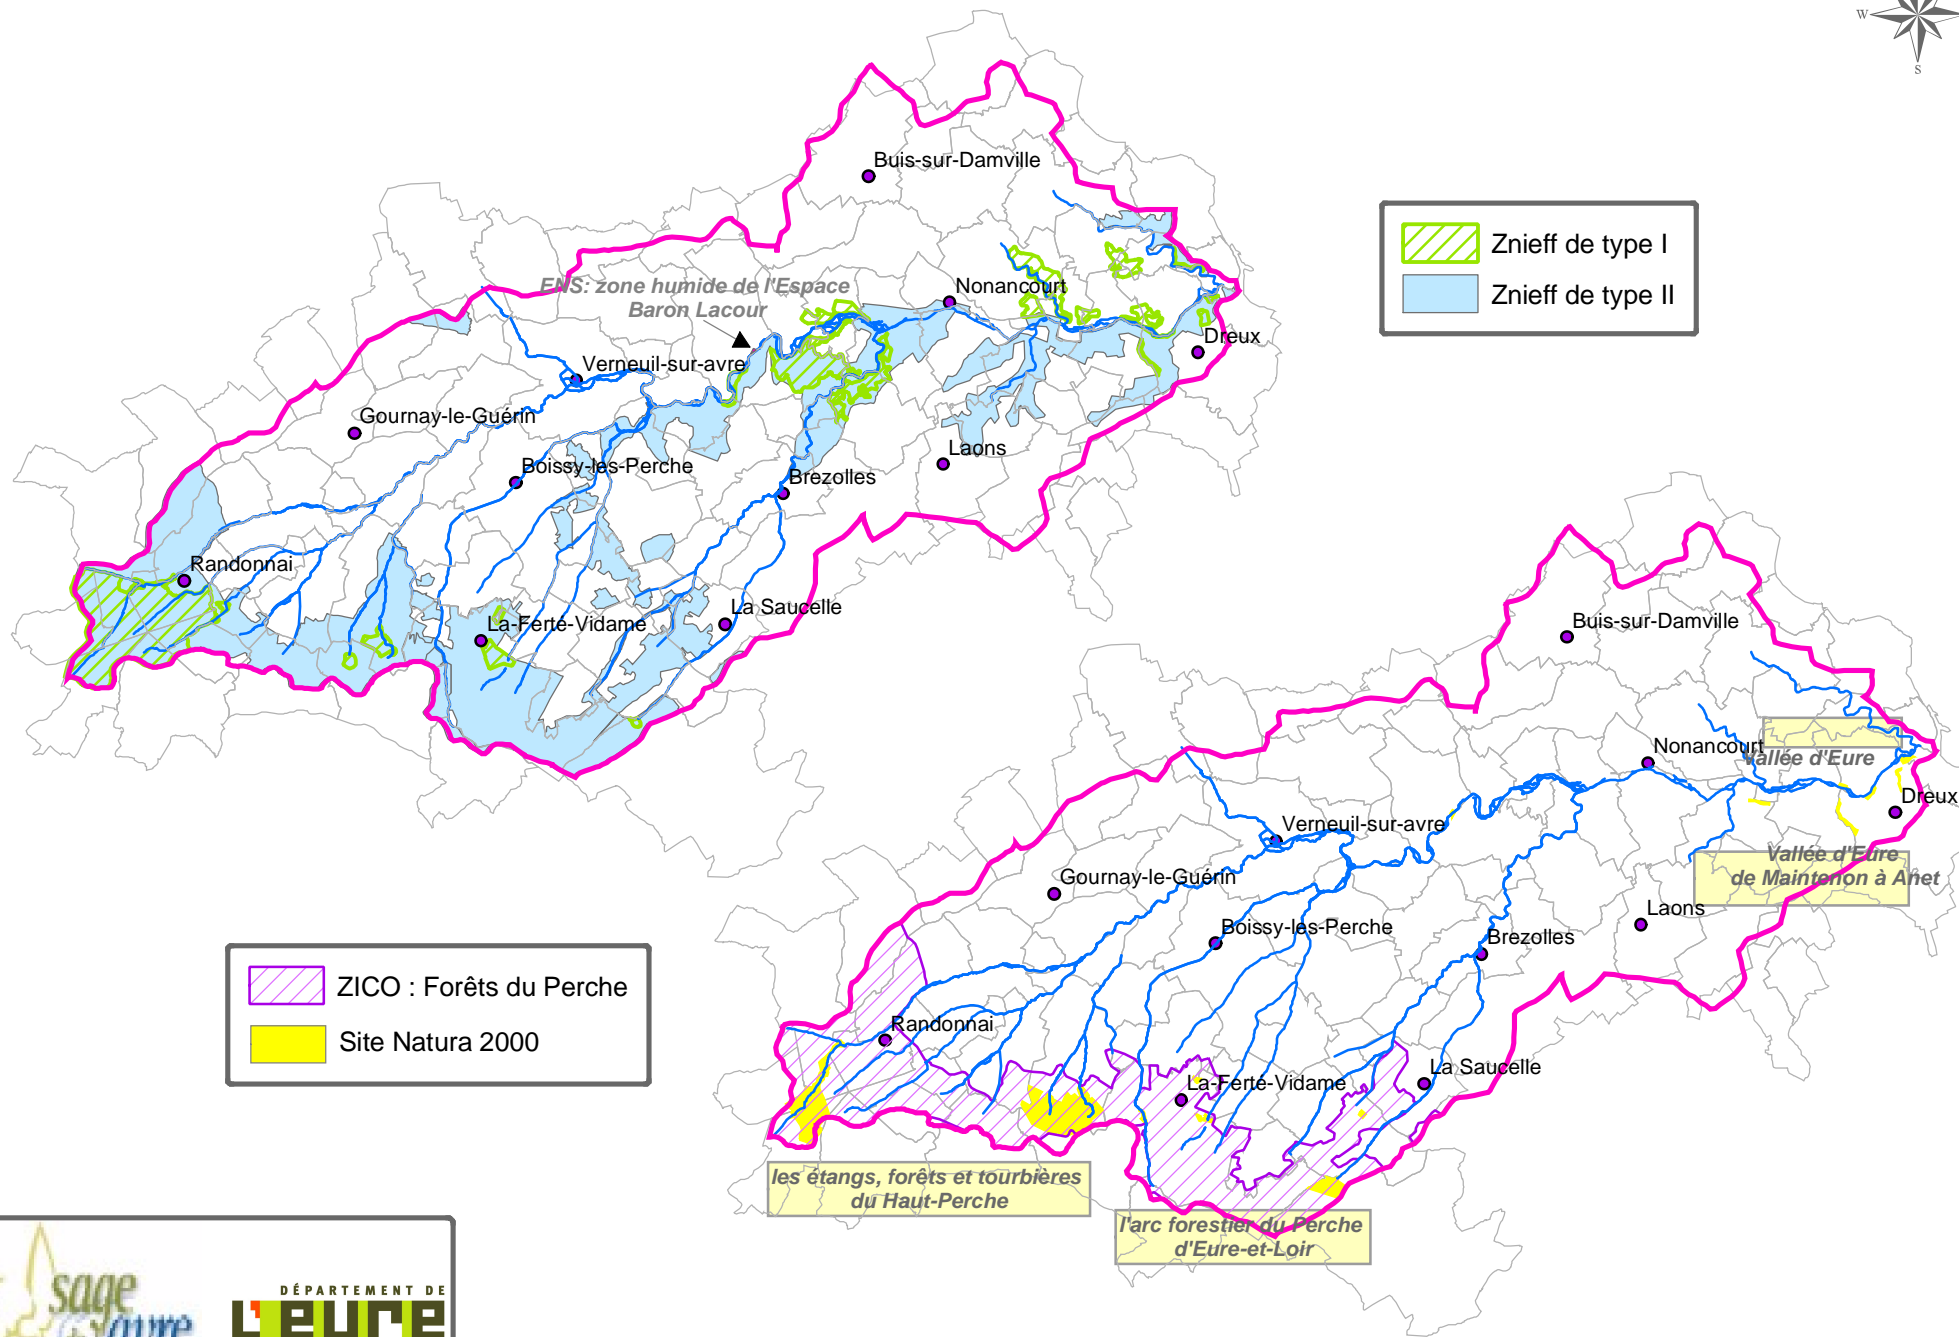 W
S
Buis-sur-Damville
Znieff de type I
Znieff de type II
ENS: zone humide de l'Espace
Baron Lacour
Nonancourt
Dreux
Verneuil-sur-avre
Gournay-le-Guérin
Laons
Boissy-les-Perche
Brezolles
Randonnai
La Saucelle
La-Ferté-Vidame
Buis-sur-Damville
Nonancourt
Vallée d'Eure
Dreux
Verneuil-sur-avre
Vallée d'Eure
de Maintenon à Anet
Gournay-le-Guérin
Laons
Boissy-les-Perche
Brezolles
ZICO : Forêts du Perche
Site Natura 2000
Randonnai
La Saucelle
La-Ferté-Vidame
les étangs, forêts et tourbières
du Haut-Perche
l'arc forestier du Perche
d'Eure-et-Loir
sage
avre
DÉPARTEMENT DE
L'EURE